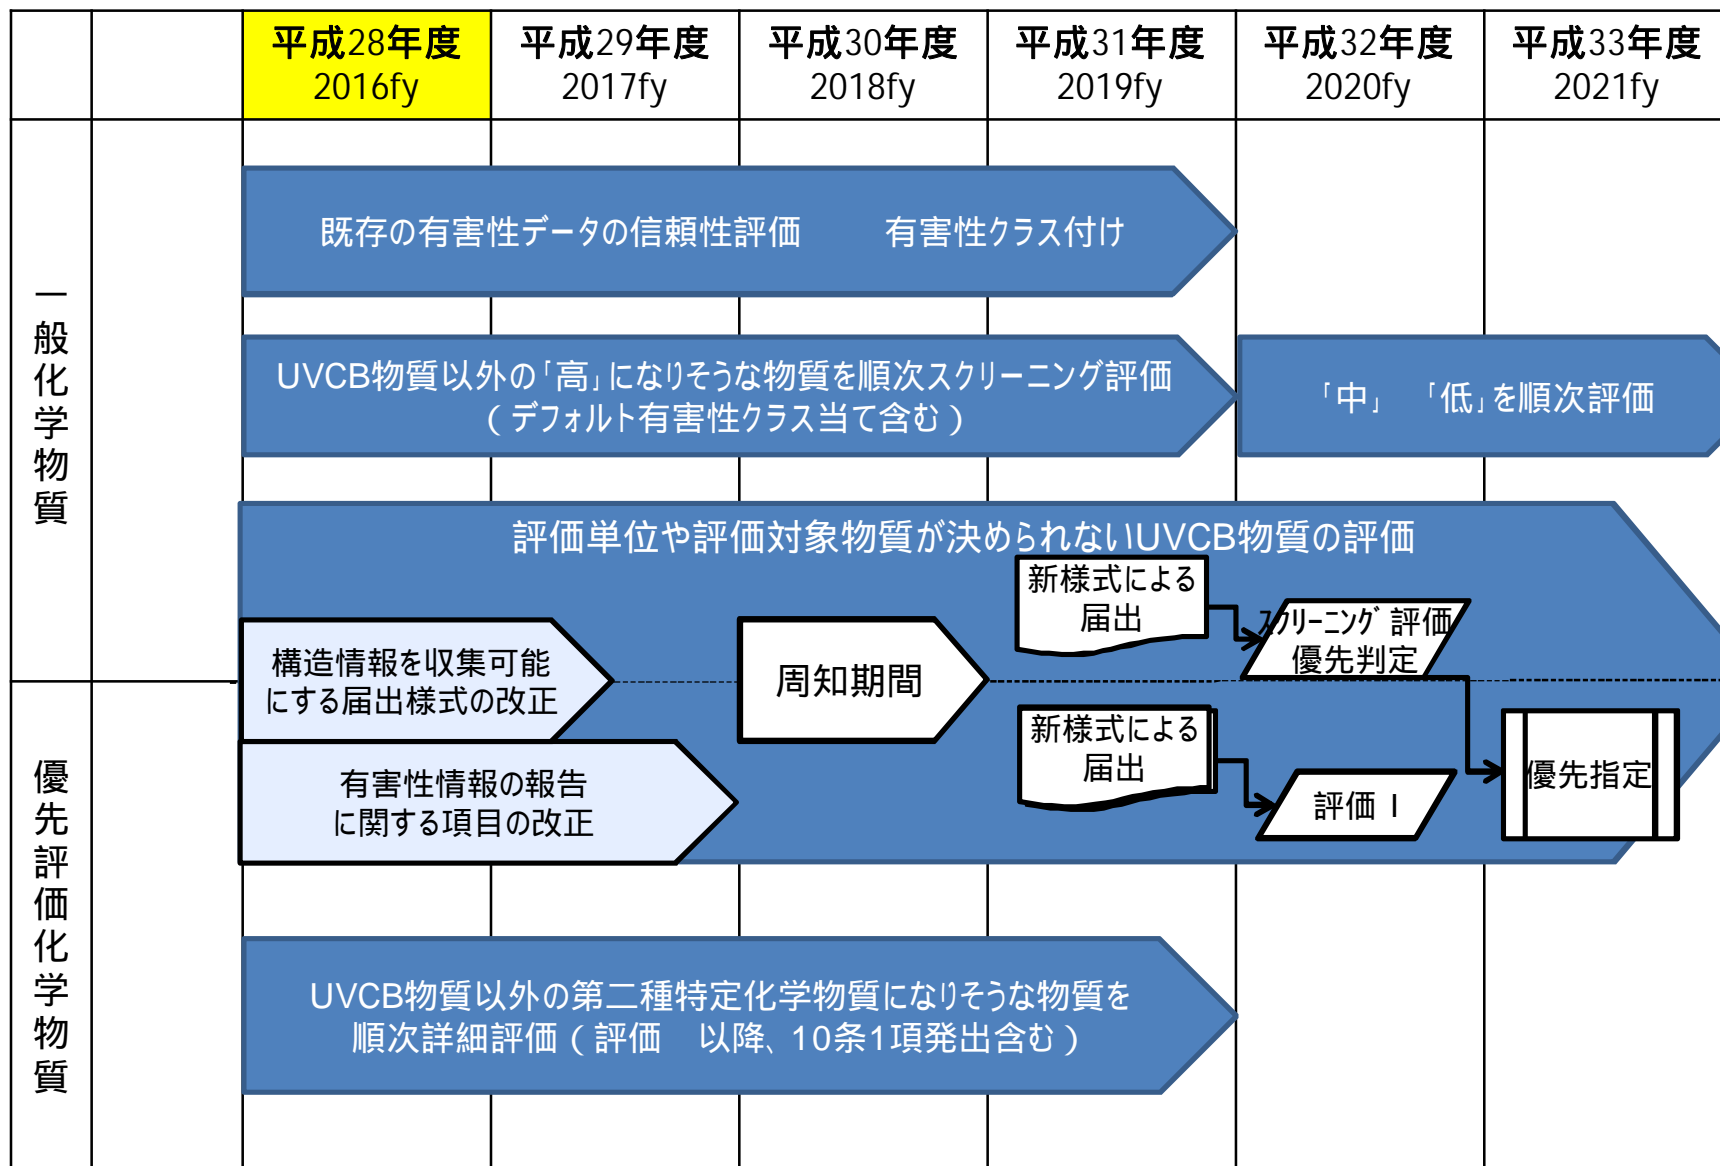 平成28年度
2016fy
平成29年度
2017fy
平成30年度
2018fy
平成31年度
2019fy
平成32年度
2020fy
平成33年度
2021fy
一般化学物質
既存の有害性データの信頼性評価　　有害性クラス付け
UVCB物質以外の「高」になりそうな物質を順次スクリーニング評価
（デフォルト有害性クラス当て含む）
「中」　「低」を順次評価
評価単位や評価対象物質が決められないUVCB物質の評価
新様式による
届出
スクリーニング評価
優先判定
構造情報を収集可能
にする届出様式の改正
周知期間
優先評価化学物質
有害性情報の報告
に関する項目の改正
新様式による
届出
評価Ⅰ
優先指定
UVCB物質以外の第二種特定化学物質になりそうな物質を
順次詳細評価（評価　以降、10条1項発出含む）